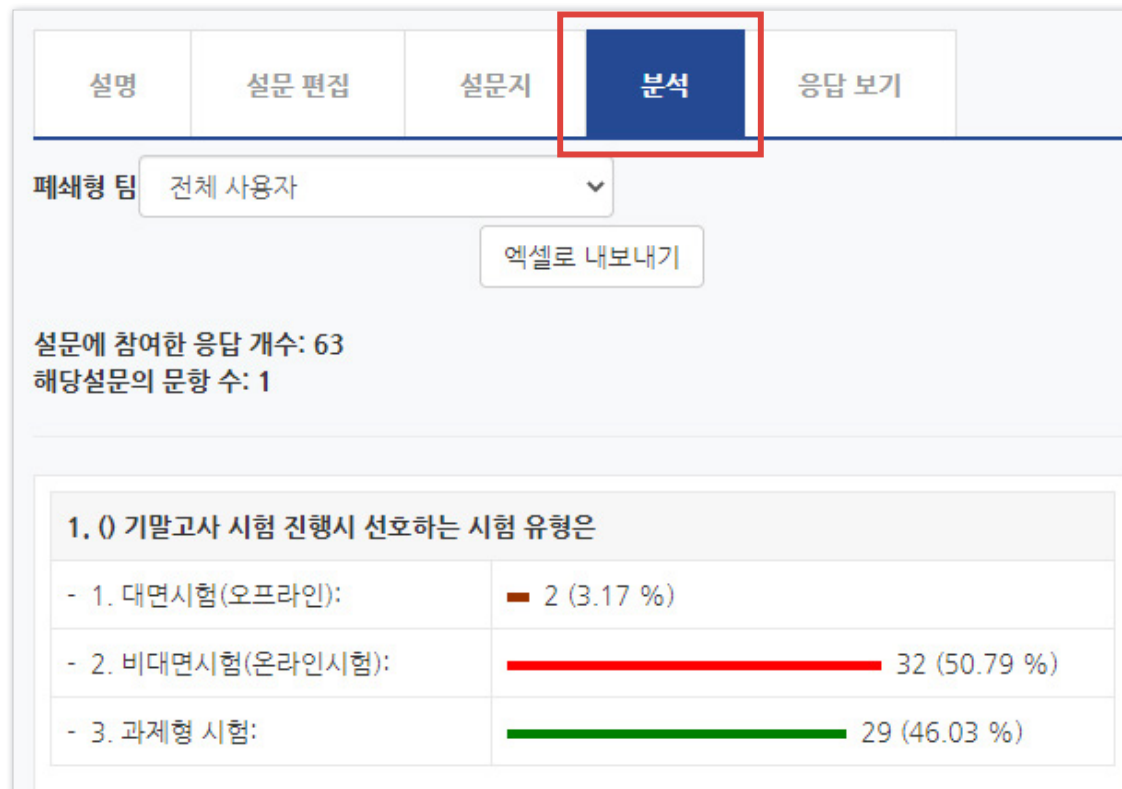 설명 설문 편집 설문지 분석 응답 보기
폐쇄형 팀 전체 사용자
엑셀로 내보내기
설문에 참여한 응답 개수: 63
해당설문의 문항 수: 1
1. () 기말고사 시험 진행시 선호하는 시험 유형은
- 1. 대면시험(오프라인): 2 (3.17 %)
- 2. 비대면시험(온라인시험): 32 (50.79 %)
- 3. 과제형 시험: 29 (46.03 %)